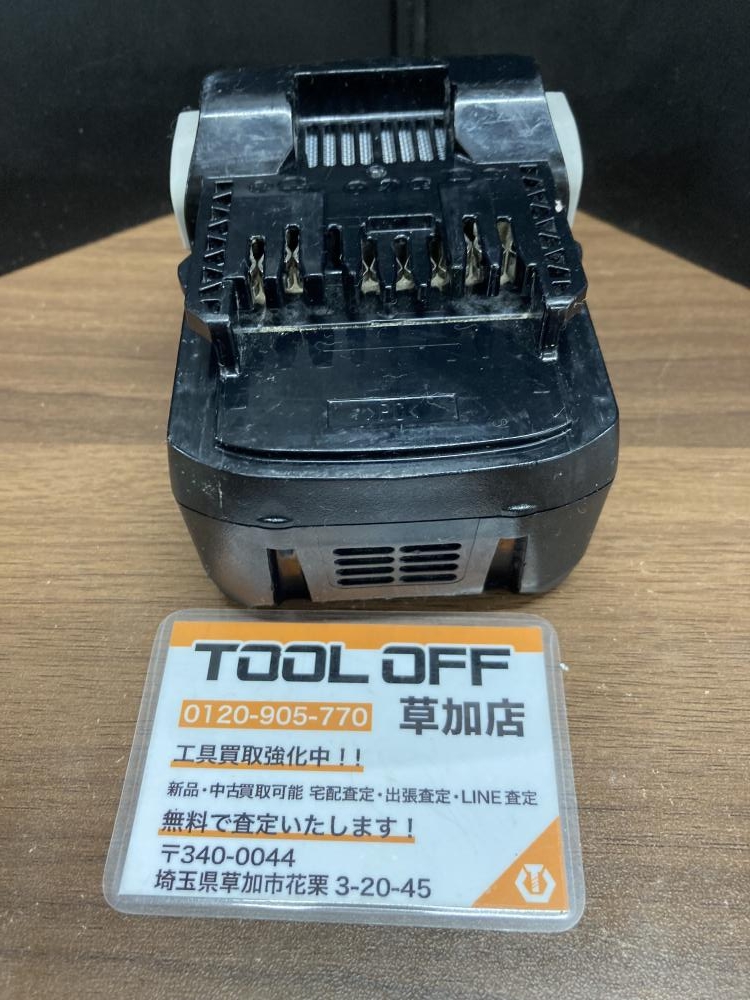 >PC<
TOOL OFF
0120-905-770 草加店
工具買取強化中！！
新品・中古買取可能 宅配査定・出張査定・LINE査定
無料で査定いたします！
〒340-0044
埼玉県草加市花栗 3-20-45